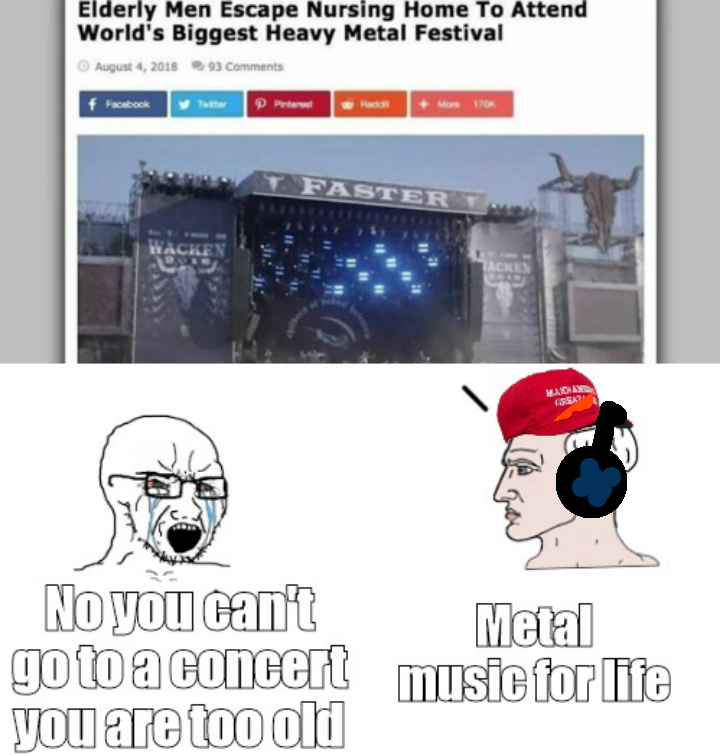 Elderly Men Escape Nursing Home To Attend
World's Biggest Heavy Metal Festival
August 4, 2018 93 Comments
Facebook Twitter Pinterest Reddit + More 170K
FASTER
WACKEN
WACKEN
No you can't
go to a concert
you are too old
Metal
music for life